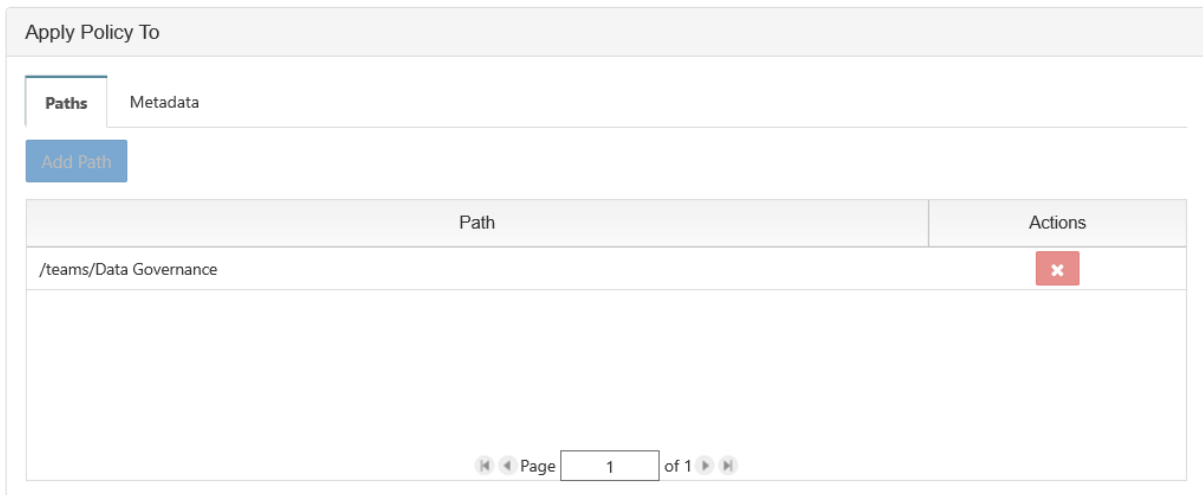 Apply Policy To
Paths Metadata
Add Path
Path Actions
/teams/Data Governance
Page 1 of 1